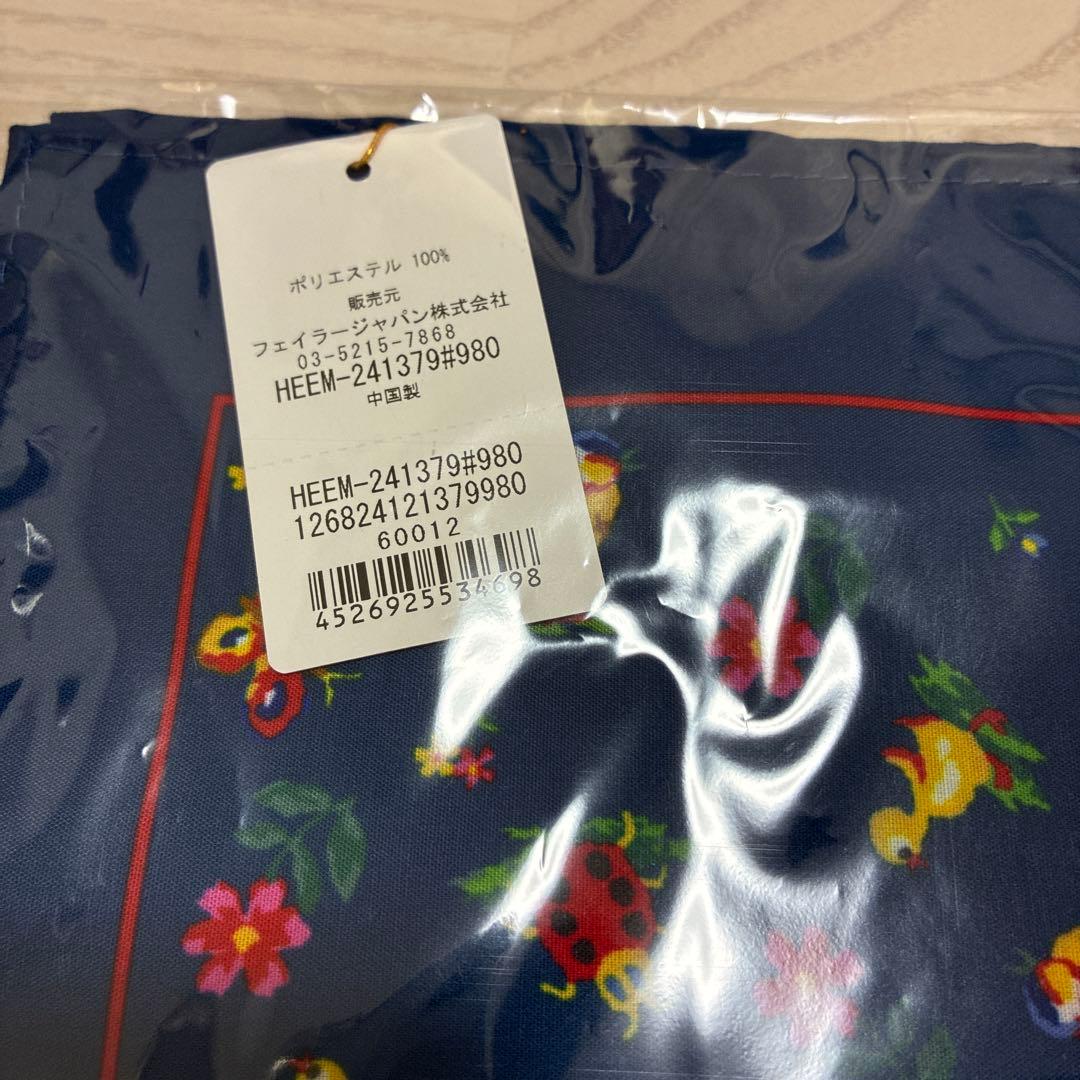 ポリエステル 100%
販売元
フェイラージャパン株式会社
03-5215-7868
HEEM-241379#980
中国製
HEEM-241379#980
126824121379980
60012
4526925534698